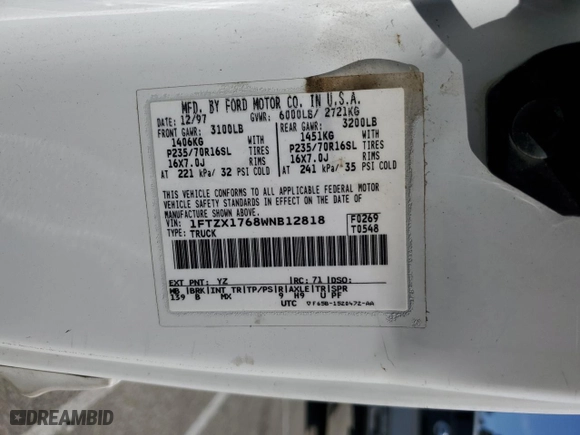 MFD. BY FORD MOTOR CO. IN U.S.A.
DATE: 12/97 GVWR: 6000LB/ 2721KG
FRONT GAWR: 3100LB REAR GAWR: 3200LB
1406KG WITH 1451KG WITH
P235/70R16SL TIRES P235/70R16SL TIRES
16X7.0J RIMS 16X7.0J RIMS
AT 221 kPa/ 32 PSI COLD AT 241 kPa/ 35 PSI COLD
THIS VEHICLE CONFORMS TO ALL APPLICABLE FEDERAL MOTOR
VEHICLE SAFETY STANDARDS IN EFFECT ON THE DATE OF
MANUFACTURE SHOWN ABOVE.
VEH. IDENT. NO.: 1FTZX1768WNB12818 F0269
TYPE: TRUCK T0548
EXT PNT: YZ RC: 71 DSO:
WB BRK INT TR TP/PS R AXLE TR SPR
139 B MX 9 H9 U PF
UTC
DREAMBID